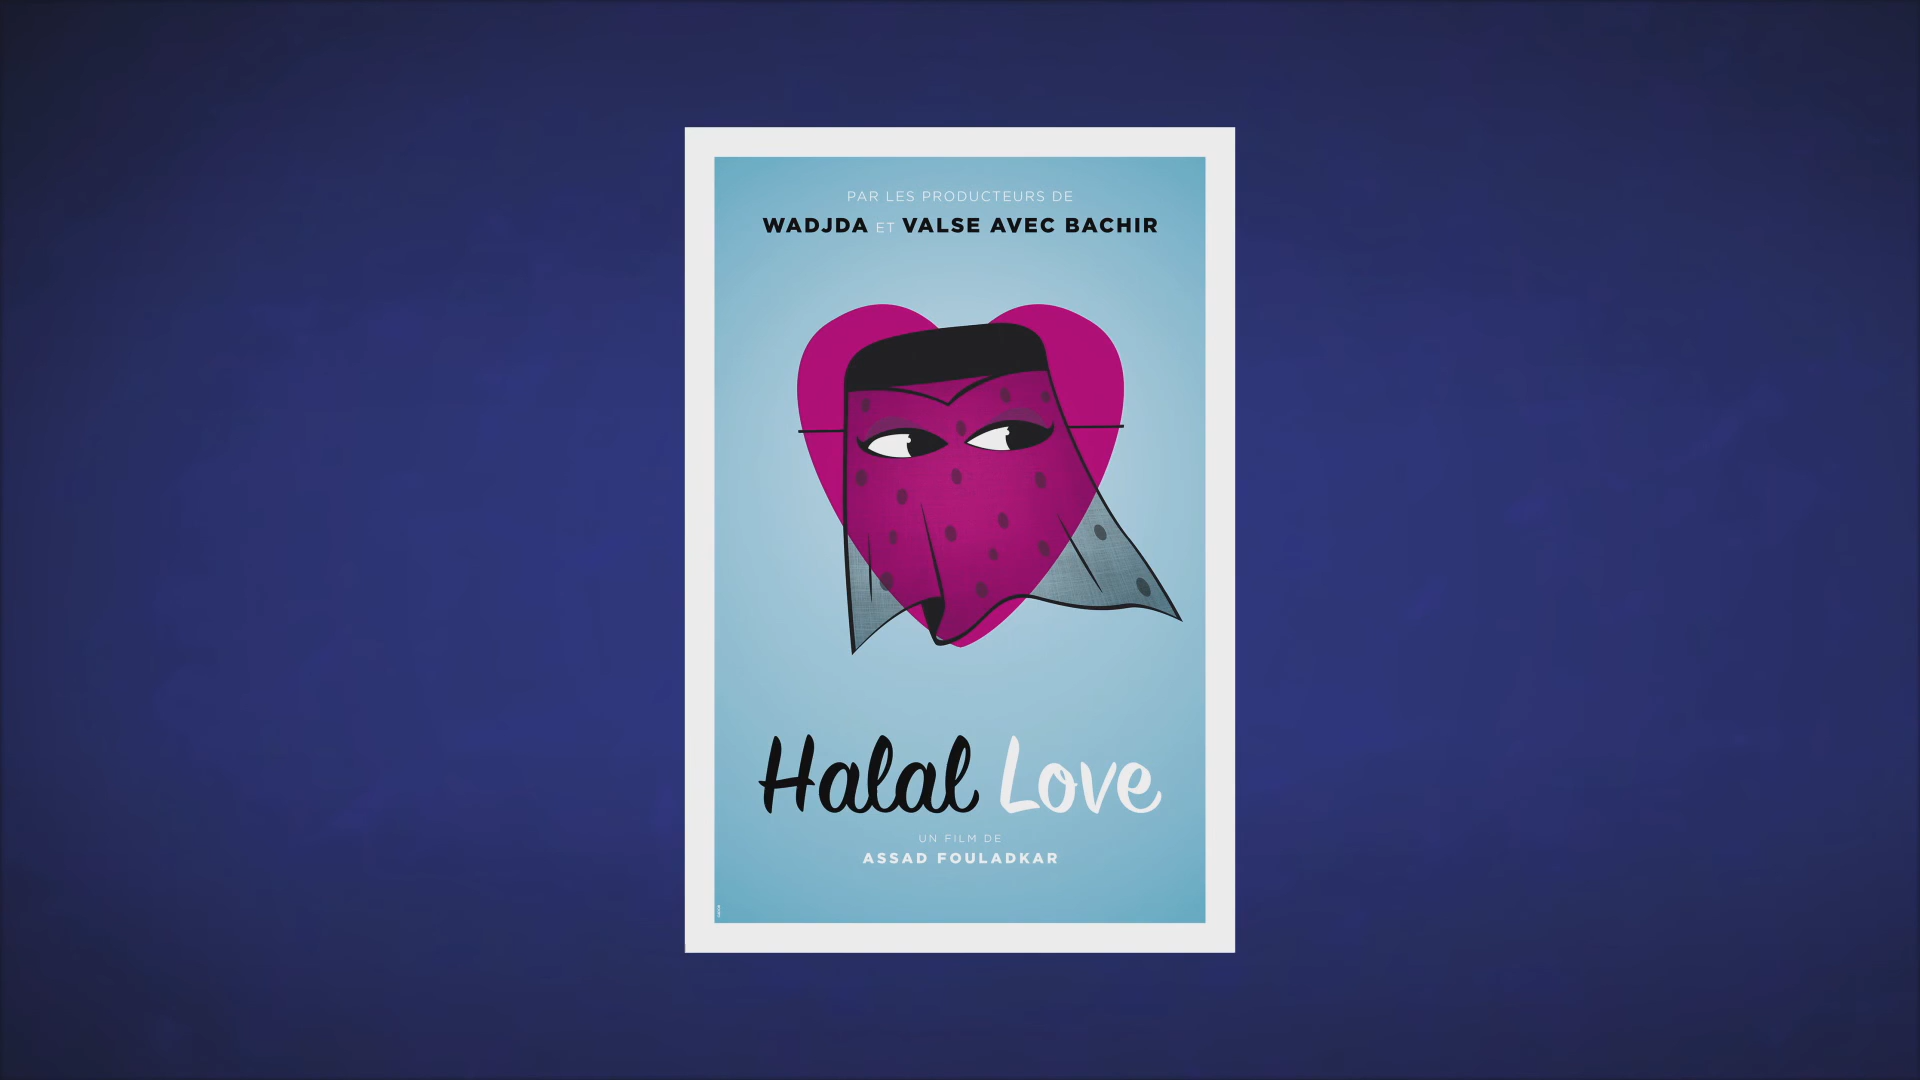 PAR LES PRODUCTEURS DE
WADJDA ET VALSE AVEC BACHIR
Halal Love
UN FILM DE
ASSAD FOULADKAR